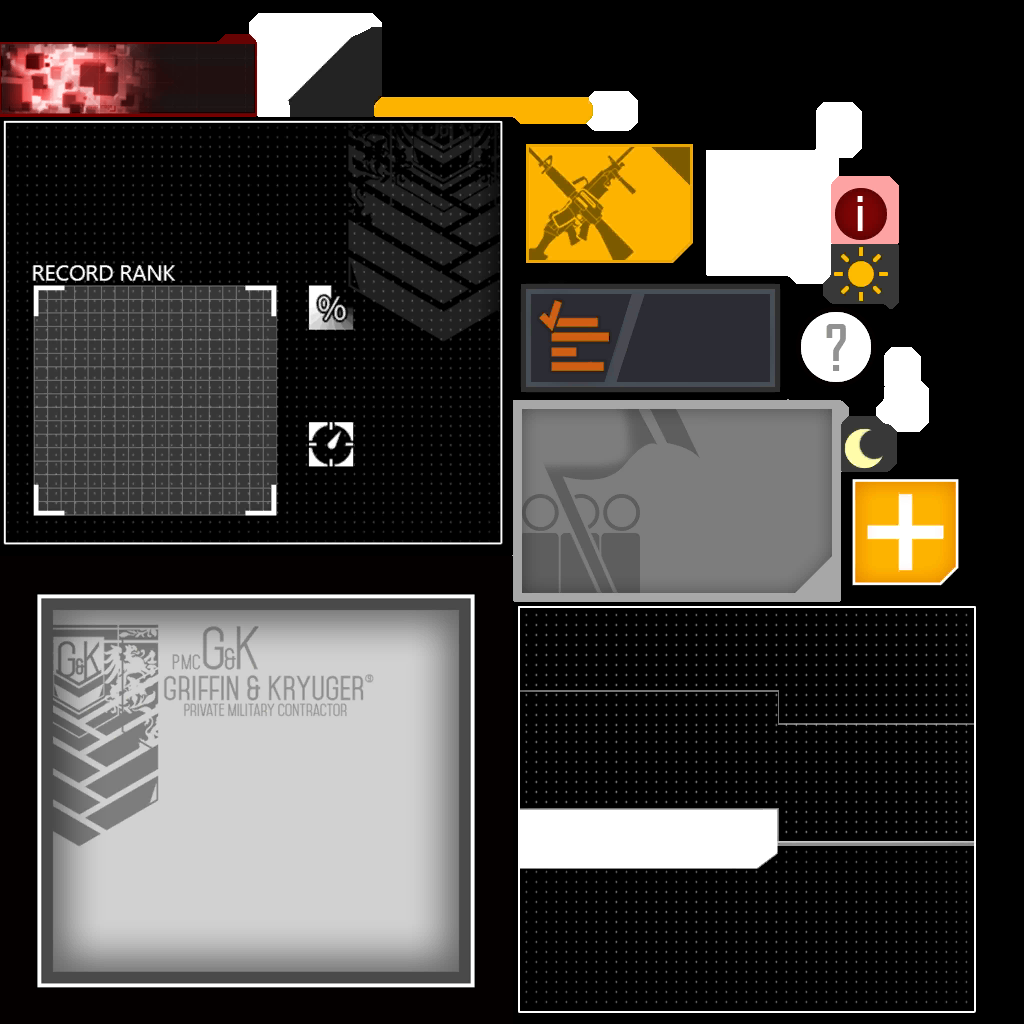 RECORD RANK
%
i
?
G&K
PMC G&K
GRIFFIN & KRYUGER®
PRIVATE MILITARY CONTRACTOR